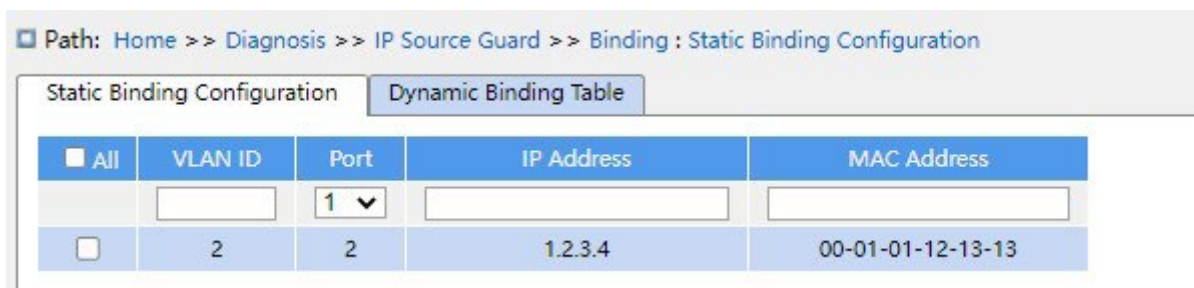 Path: Home >> Diagnosis >> IP Source Guard >> Binding : Static Binding Configuration
Static Binding Configuration Dynamic Binding Table
All VLAN ID Port IP Address MAC Address
1
2 2 1.2.3.4 00-01-01-12-13-13